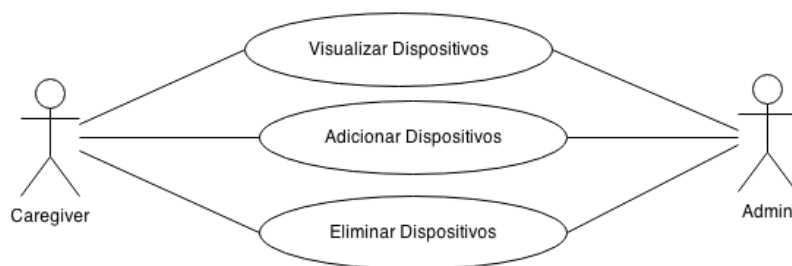 Visualizar Dispositivos
Adicionar Dispositivos
Caregiver
Admin
Eliminar Dispositivos